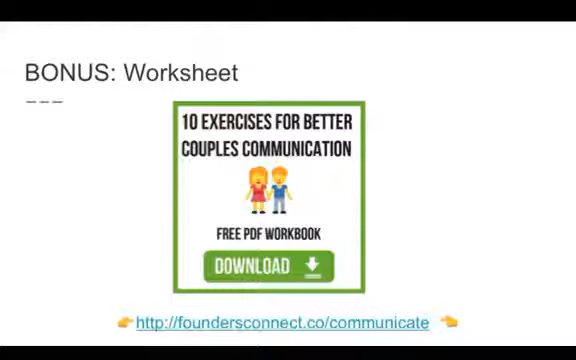 BONUS: Worksheet
10 EXERCISES FOR BETTER
COUPLES COMMUNICATION
FREE PDF WORKBOOK
DOWNLOAD
http://foundersconnect.co/communicate